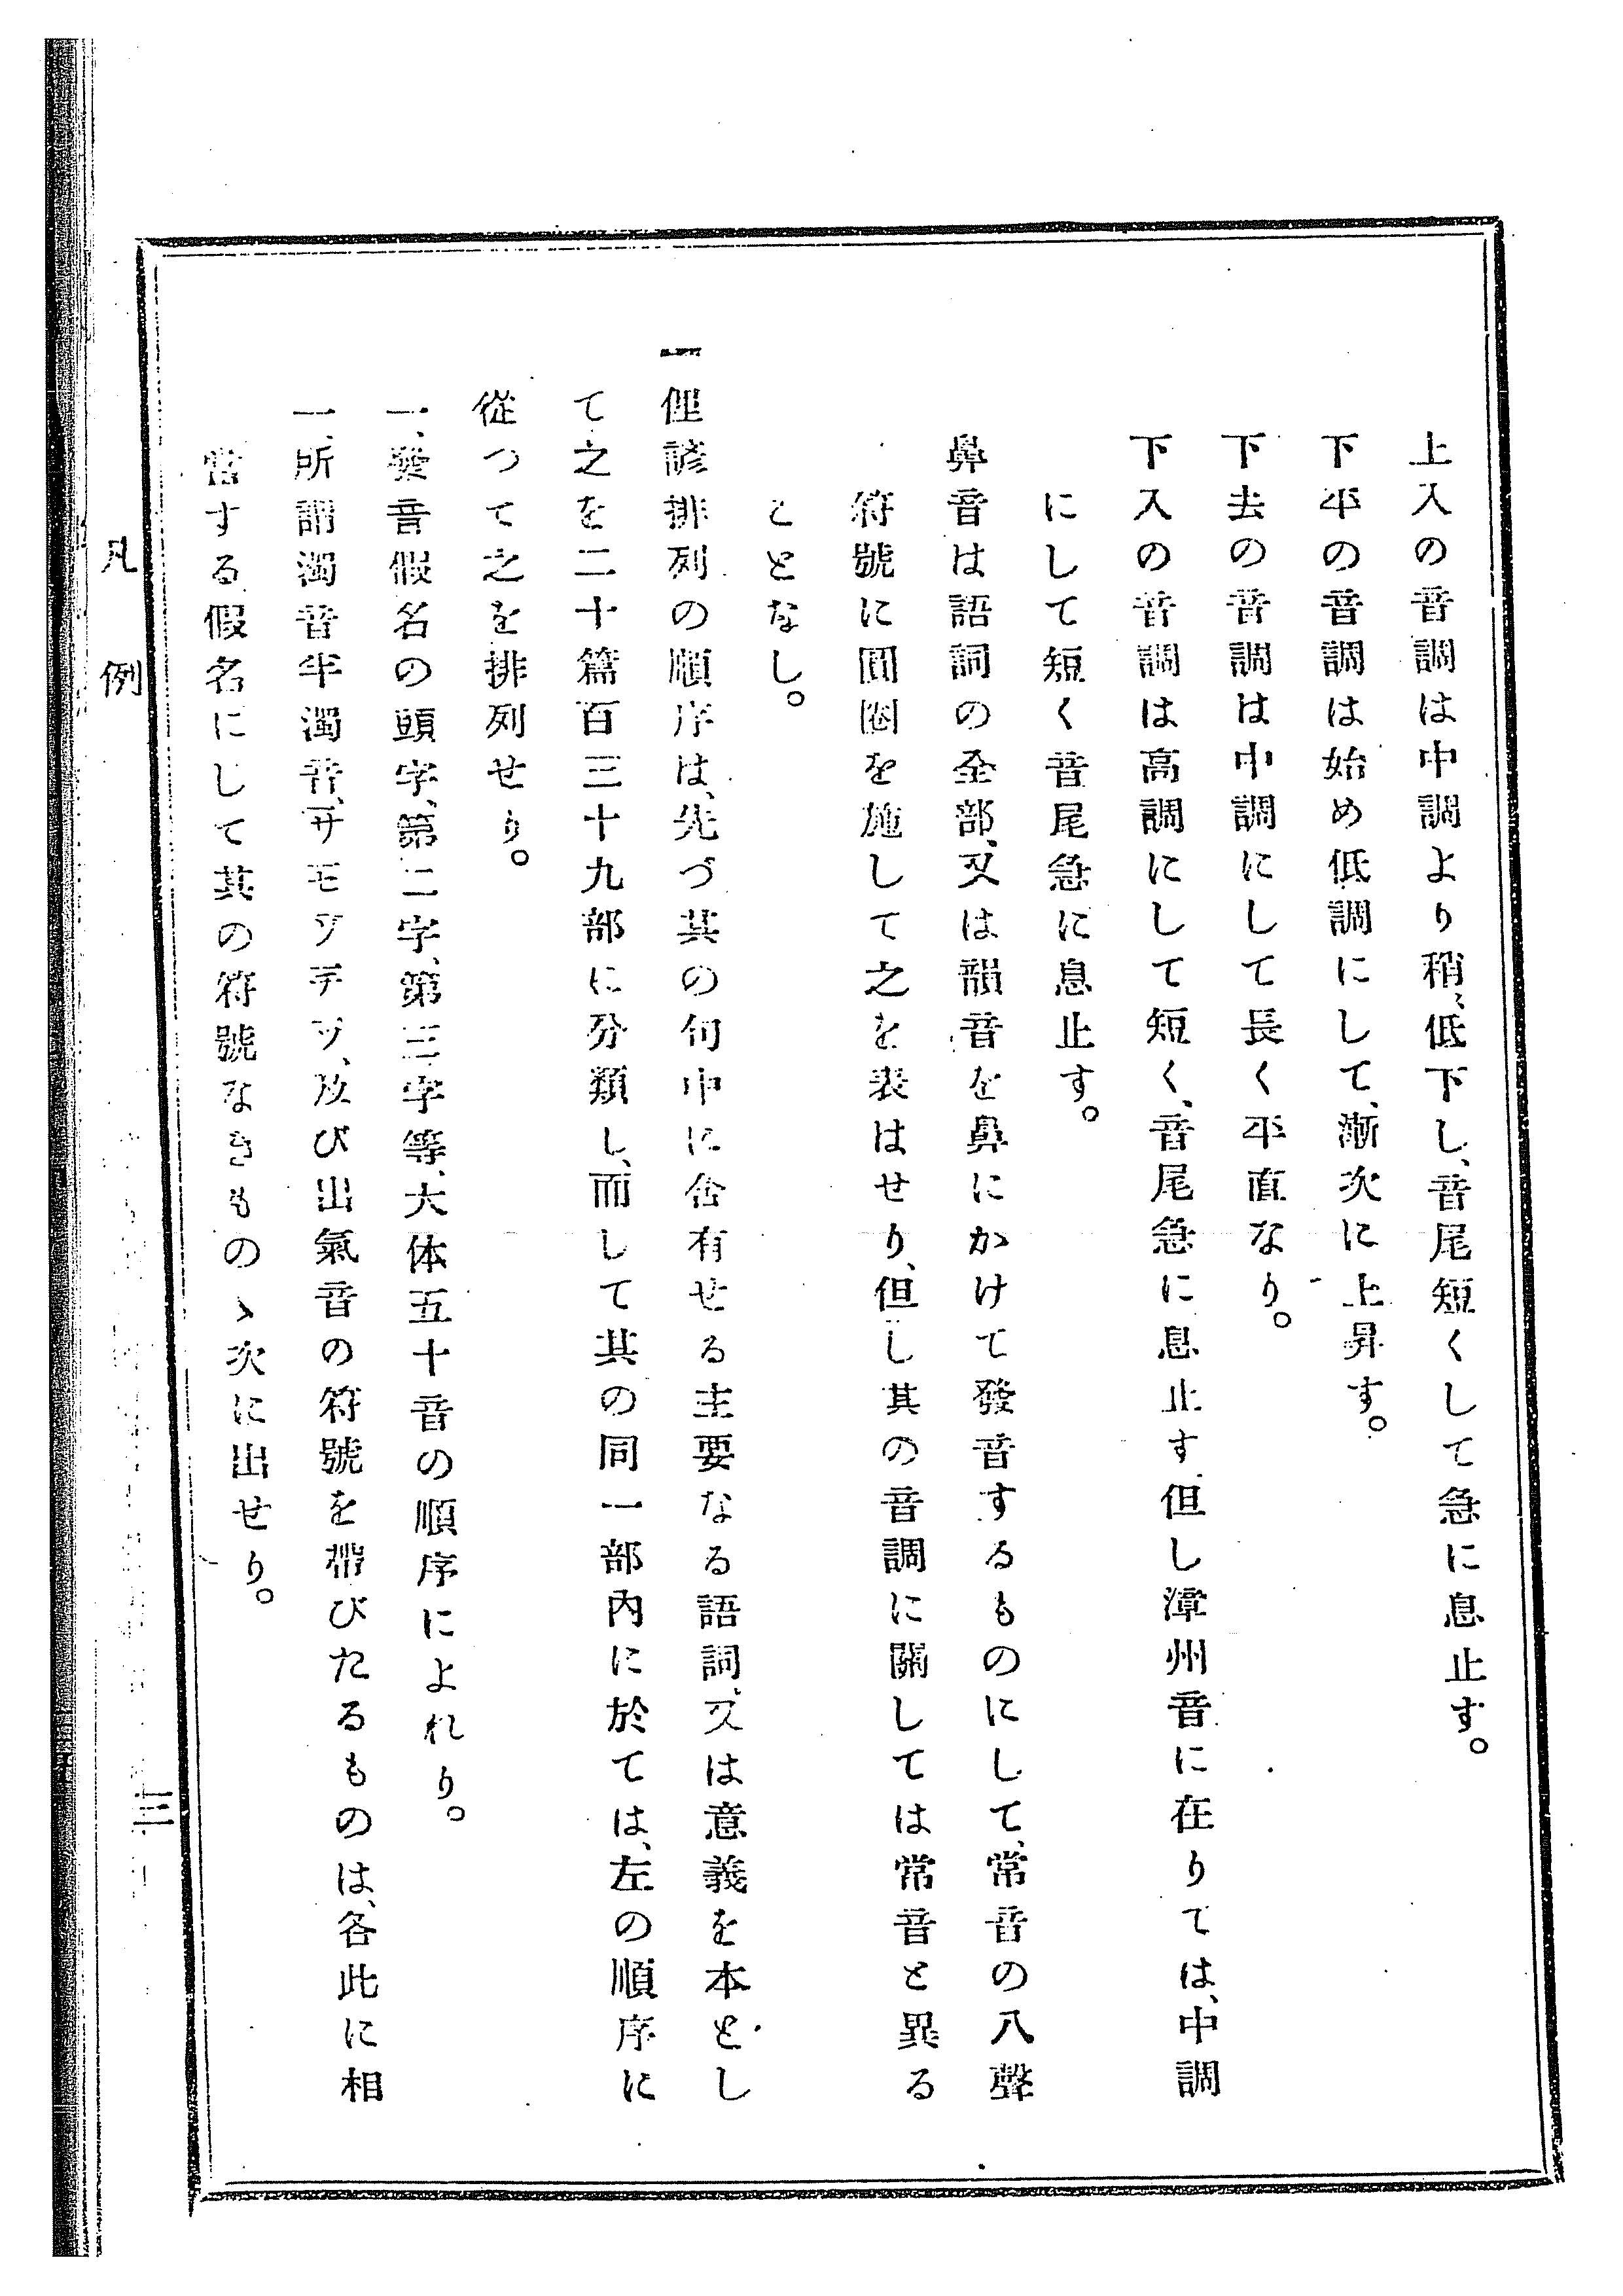 上入の音調は中調より稍〻低下し、音尾短くして急に息止す。
下平の音調は始め低調にして、漸次に上昇す。
下去の音調は中調にして長く平直なり。
下入の音調は高調にして短く、音尾急に息止す但し漳州音に在りては、中調
にして短く音尾急に息止す。
鼻音は語詞の全部、又は韻音を鼻にかけて發音するものにして、常音の八聲
符號に圓圈を施して之を表はせり、但し其の音調に關しては常音と異る
ことなし。
一俚諺排列の順序は、先づ其の句中に含有せる主要なる語詞、又は意義を本とし
て之を二十篇百三十九部に分類し、而して其の同一部內に於ては、左の順序に
從つて之を排列せり。
一、發音假名の頭字、第二字、第三字等、大体五十音の順序によれり。
一、所謂濁音半濁音、サモヲチツ、及び出氣音の符號を帶びたるものは、各此に相
當する假名にして其の符號なきものゝ次に出せり。
凡例
三